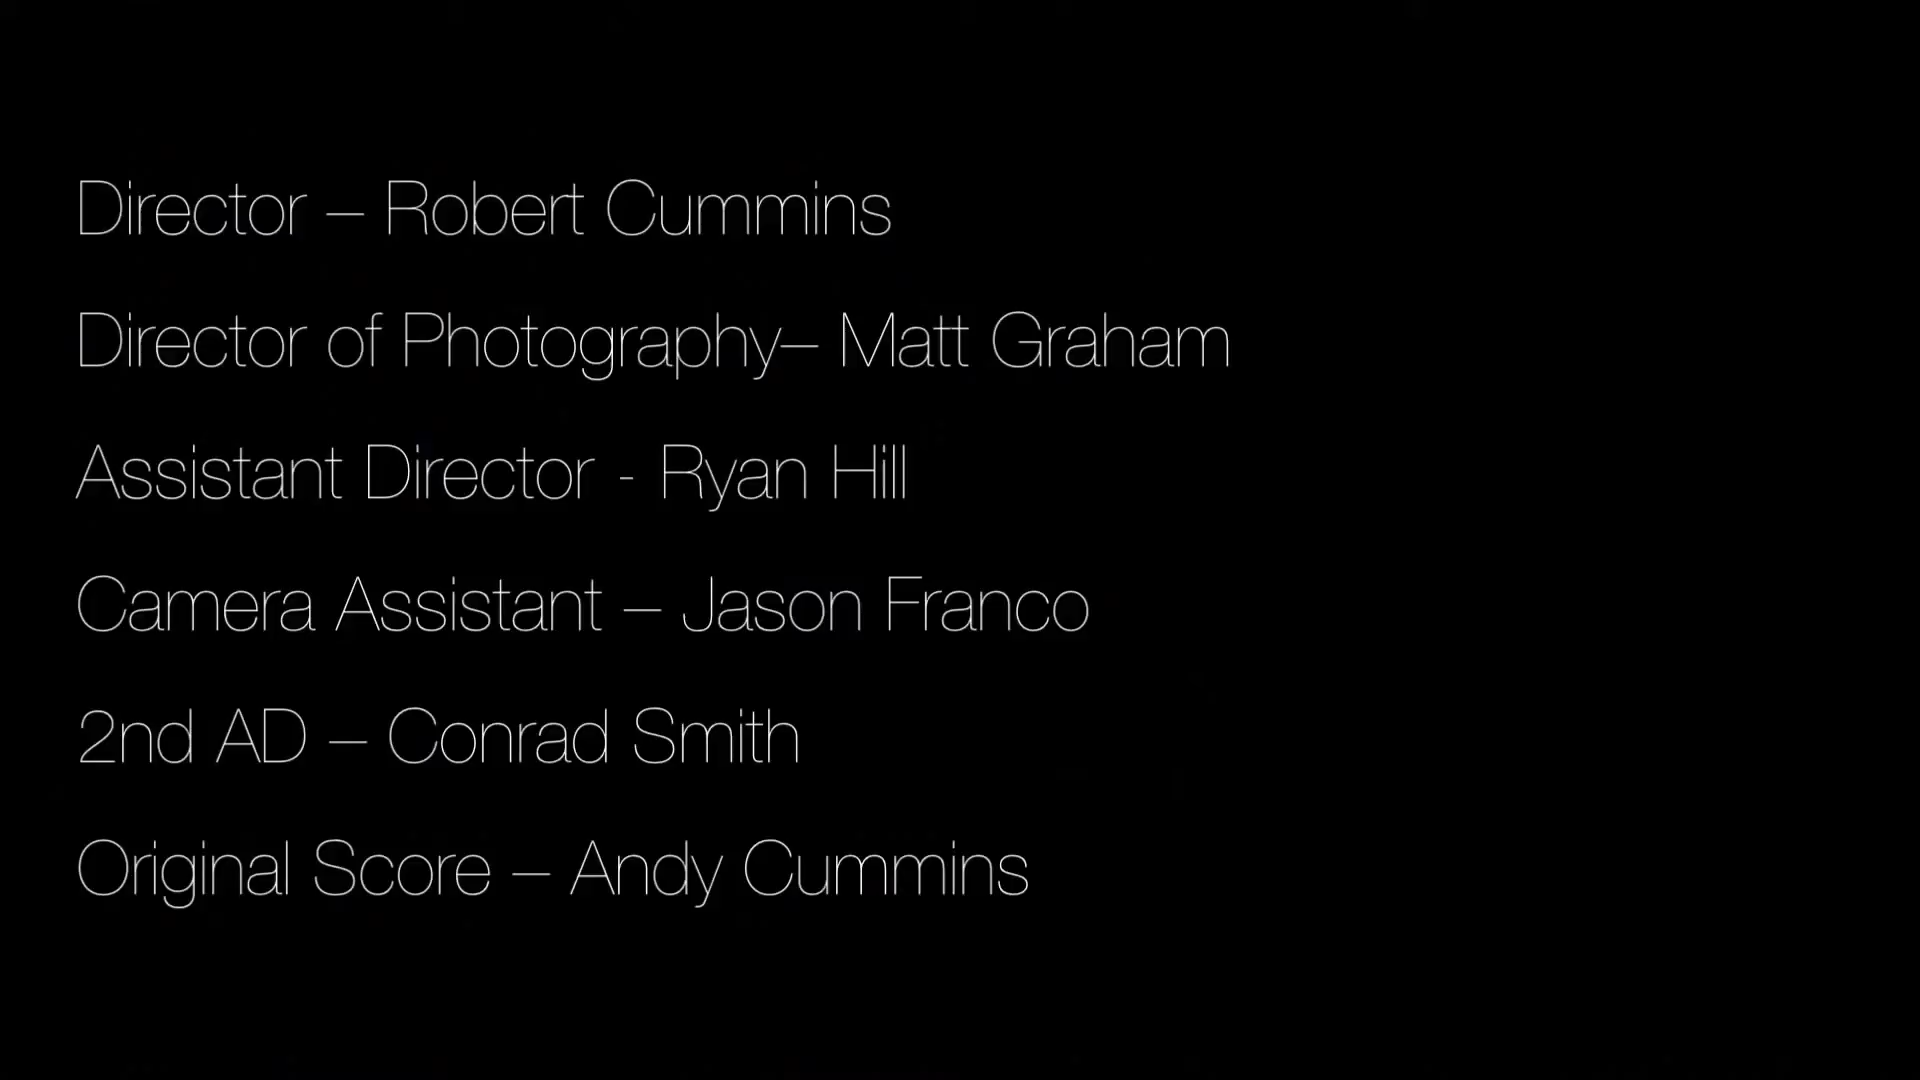 Director – Robert Cummins
Director of Photography– Matt Graham
Assistant Director - Ryan Hill
Camera Assistant – Jason Franco
2nd AD – Conrad Smith
Original Score – Andy Cummins